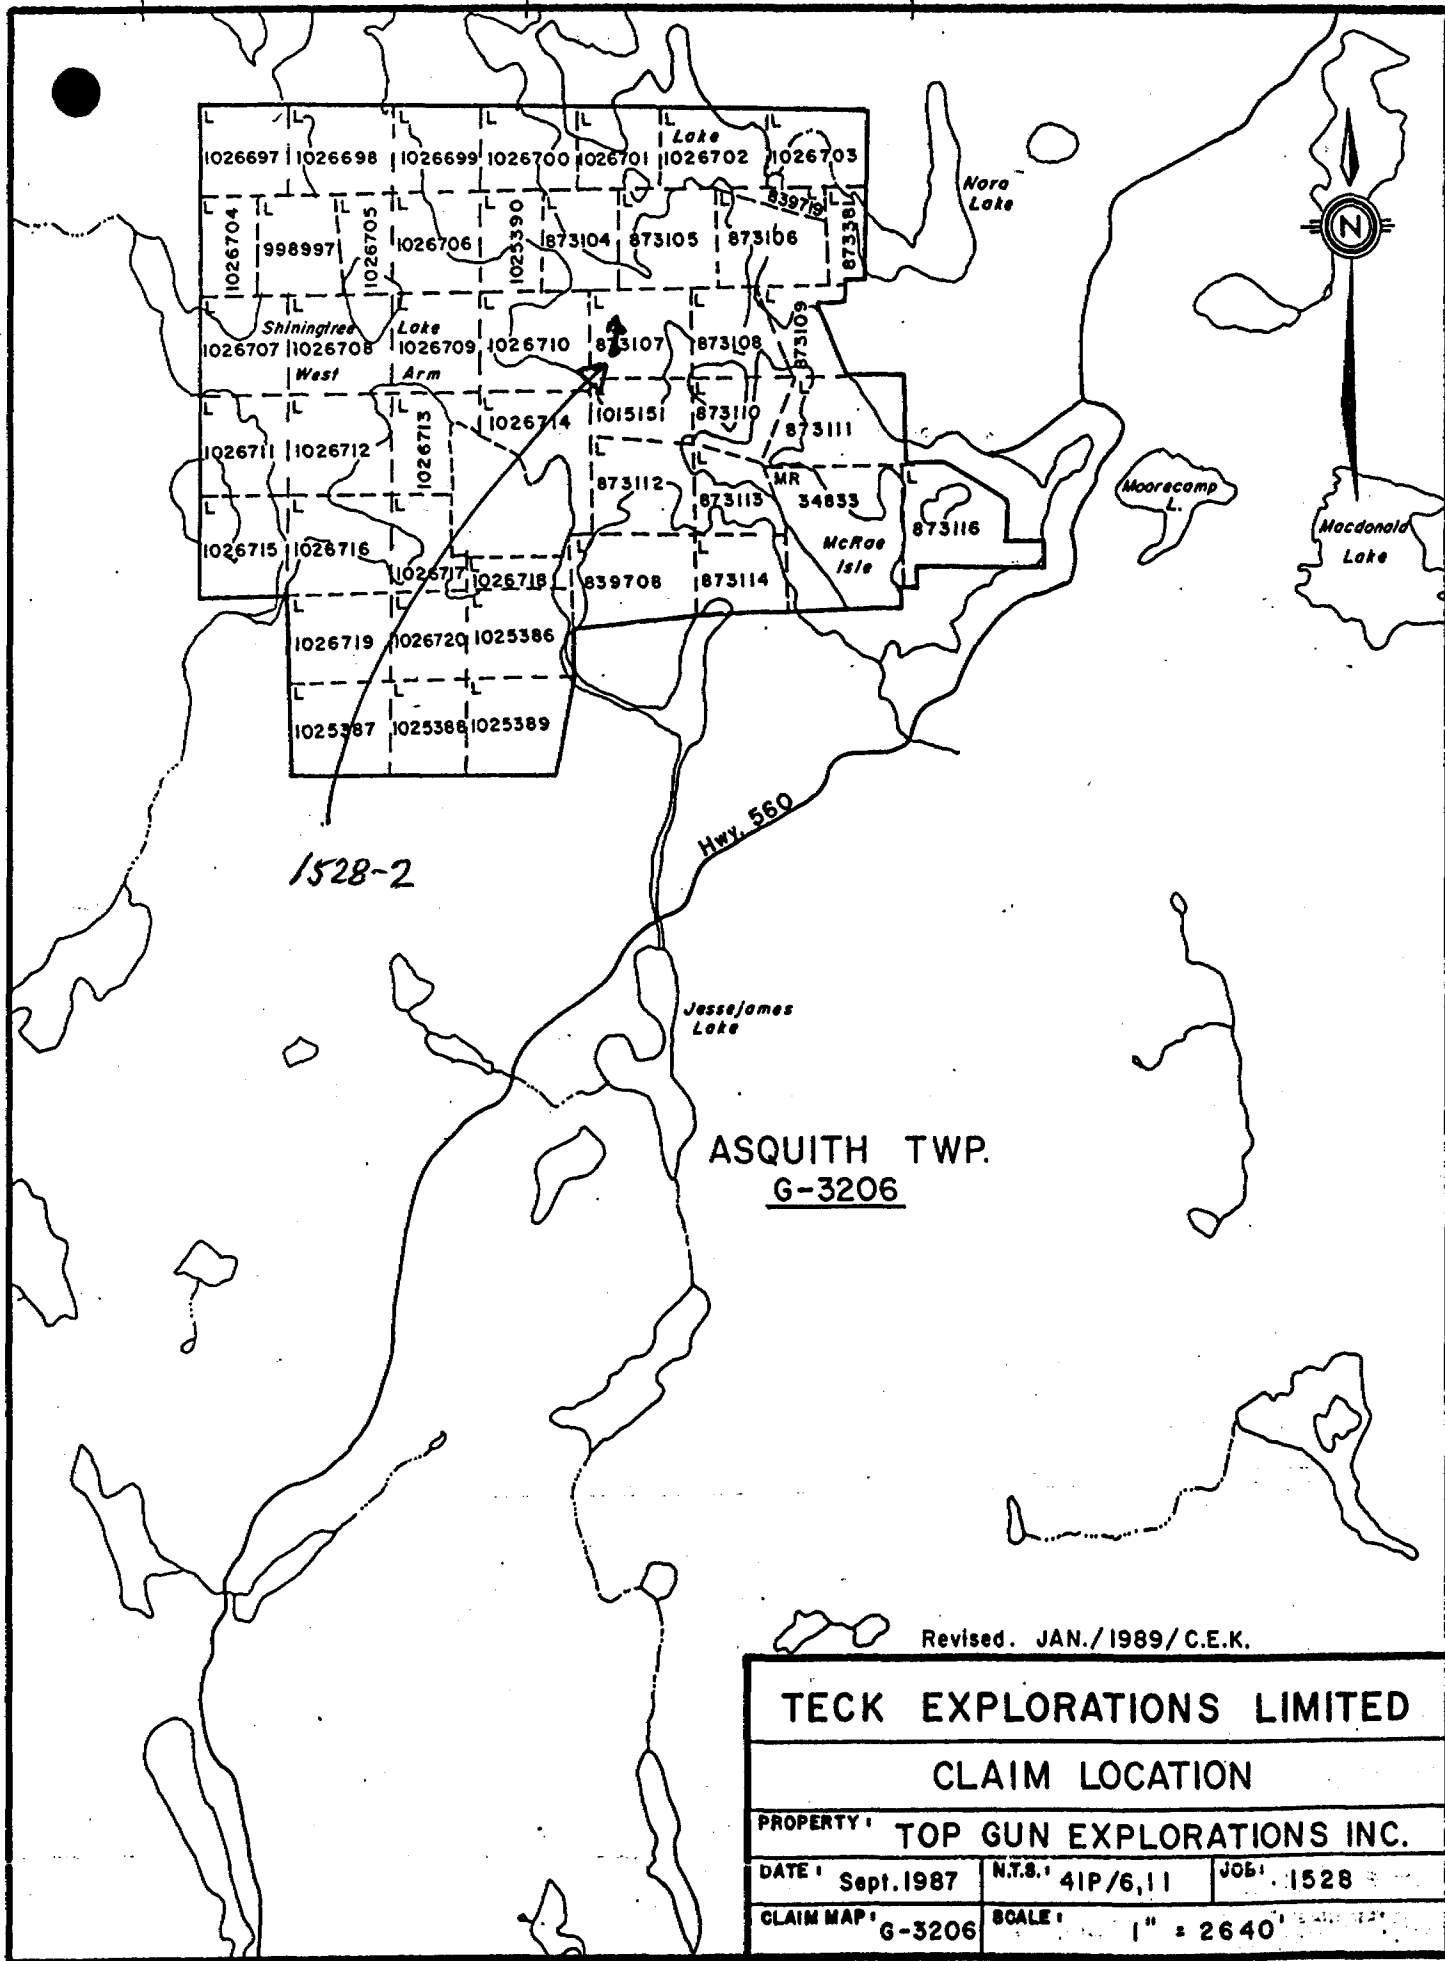 L L L L L L L
Lake
1026697 1026698 1026699 1026700 1026701 1026702 1026703
Nora
Lake
L L L L L L L L
1026704 998997 1026705 1026706 1025390 873104 873105 873106 839719 873381
N
L L L L L L
Shiningtree Lake
1026707 1026708 1026709 1026710 873107 873108 873109
West Arm
L L L L L L
1026711 1026712 1026713 1026714 1015151 873110 873111
L L MR L
873112 873113 34833 873116
Moorecamp
L.
Macdonald
Lake
McRae
Isle
L L L
1026715 1026716 1026717 1026718 839708 873114
L L L L L
1026719 1026720 1025386
L L L
1025387 1025388 1025389
1528-2
Hwy. 560
Jessejames
Lake
ASQUITH TWP.
G-3206
Revised. JAN./1989/C.E.K.
TECK EXPLORATIONS LIMITED
CLAIM LOCATION
PROPERTY: TOP GUN EXPLORATIONS INC.
DATE: Sept. 1987 N.T.S.: 41P/6,11 JOB: 1528
CLAIM MAP: G-3206 SCALE: 1" = 2640'